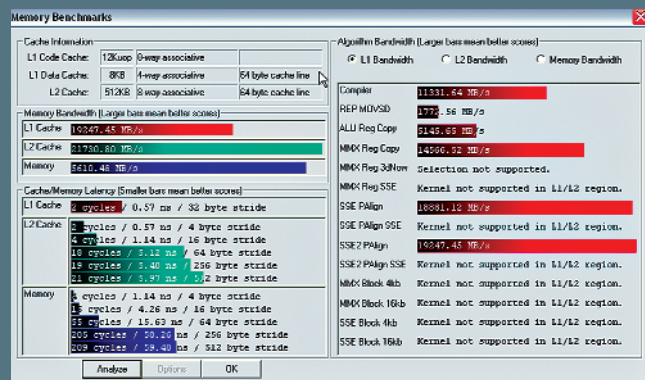 Memory Benchmarks
Cache Information
L1 Code Cache: 12Kuop 8-way associative
L1 Data Cache: 8KB 4-way associative 64 byte cache line
L2 Cache: 512KB 8-way associative 64 byte cache line
Memory Bandwidth (Larger bars mean better scores)
L1 Cache 19247.45 MB/s
L2 Cache 21730.80 MB/s
Memory 5610.48 MB/s
Cache/Memory Latency (Smaller bars mean better scores)
L1 Cache 2 cycles / 0.57 ns / 32 byte stride
L2 Cache 2 cycles / 0.57 ns / 4 byte stride
4 cycles / 1.14 ns / 16 byte stride
18 cycles / 5.12 ns / 64 byte stride
19 cycles / 5.40 ns / 256 byte stride
21 cycles / 5.97 ns / 512 byte stride
Memory 4 cycles / 1.14 ns / 4 byte stride
15 cycles / 4.26 ns / 16 byte stride
55 cycles / 15.63 ns / 64 byte stride
205 cycles / 58.26 ns / 256 byte stride
209 cycles / 59.40 ns / 512 byte stride
Analyze Options OK
Algorithm Bandwidth (Larger bars mean better scores)
L1 Bandwidth L2 Bandwidth Memory Bandwidth
Compiler 11331.64 MB/s
REP MOVSD 1772.56 MB/s
ALU Reg Copy 5145.65 MB/s
MMX Reg Copy 14566.52 MB/s
MMX Reg 3dNow Selection not supported.
MMX Reg SSE Kernel not supported in L1/L2 region.
SSE PAlign 18881.12 MB/s
SSE PAlign SSE Kernel not supported in L1/L2 region.
SSE2 PAlign 19247.45 MB/s
SSE2 PAlign SSE Kernel not supported in L1/L2 region.
MMX Block 4kb Kernel not supported in L1/L2 region.
MMX Block 16kb Kernel not supported in L1/L2 region.
SSE Block 4kb Kernel not supported in L1/L2 region.
SSE Block 16kb Kernel not supported in L1/L2 region.